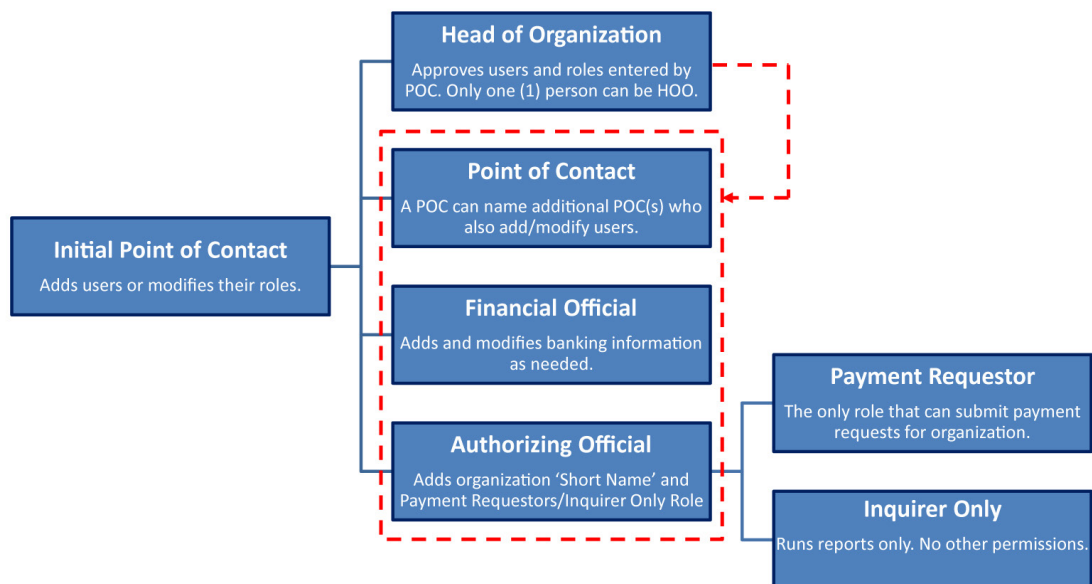 Head of Organization
Approves users and roles entered by
POC. Only one (1) person can be HOO.
Point of Contact
A POC can name additional POC(s) who
also add/modify users.
Initial Point of Contact
Adds users or modifies their roles.
Financial Official
Adds and modifies banking information
as needed.
Authorizing Official
Adds organization ‘Short Name’ and
Payment Requestors/Inquirer Only Role
Payment Requestor
The only role that can submit payment
requests for organization.
Inquirer Only
Runs reports only. No other permissions.